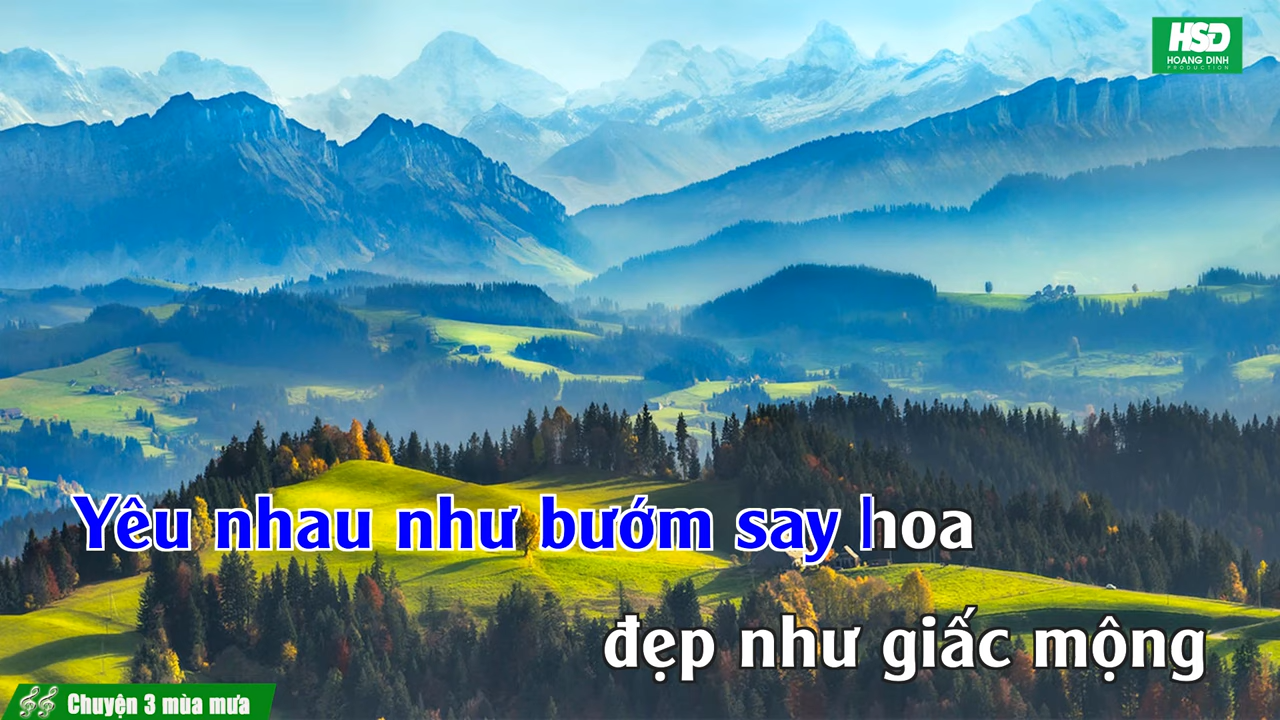 HSD
HOANG DINH
PRODUCTION
Yêu nhau như bướm say hoa
đẹp như giấc mộng
Chuyện 3 mùa mưa